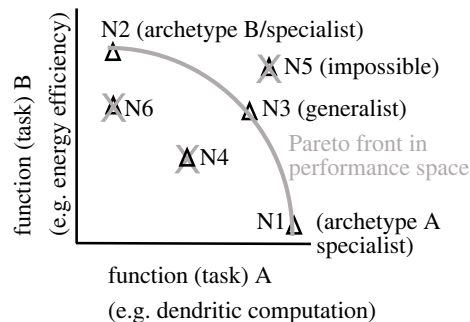 N2 (archetype B/specialist)
N5 (impossible)
N6
N3 (generalist)
N4
Pareto front in
performance space
N1
(archetype A
specialist)
function (task) B
(e.g. energy efficiency)
function (task) A
(e.g. dendritic computation)